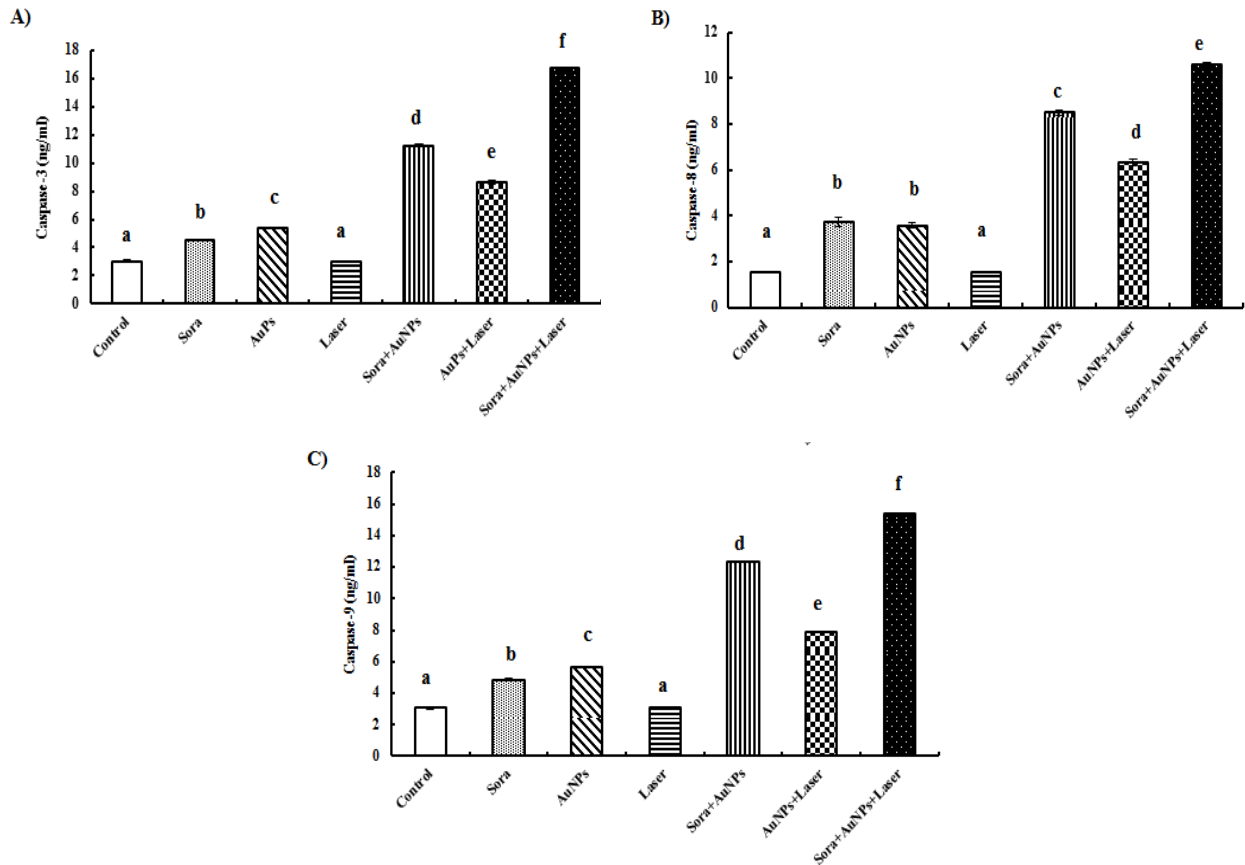 A)
Caspase-3 (ng/ml)
18
16
14
12
10
8
6
4
2
0
a
b
c
a
d
e
f
Control
Sora
AuPs
Laser
Sora+AuNPs
AuPs+Laser
Sora+AuNPs+Laser
B)
Caspase-8 (ng/ml)
12
10
8
6
4
2
0
a
b
b
a
c
d
e
Control
Sora
AuNPs
Laser
Sora+AuNPs
AuNPs+Laser
Sora+AuNPs+Laser
C)
Caspase-9 (ng/ml)
18
16
14
12
10
8
6
4
2
0
a
b
c
a
d
e
f
Control
Sora
AuNPs
Laser
Sora+AuNPs
AuNPs+Laser
Sora+AuNPs+Laser